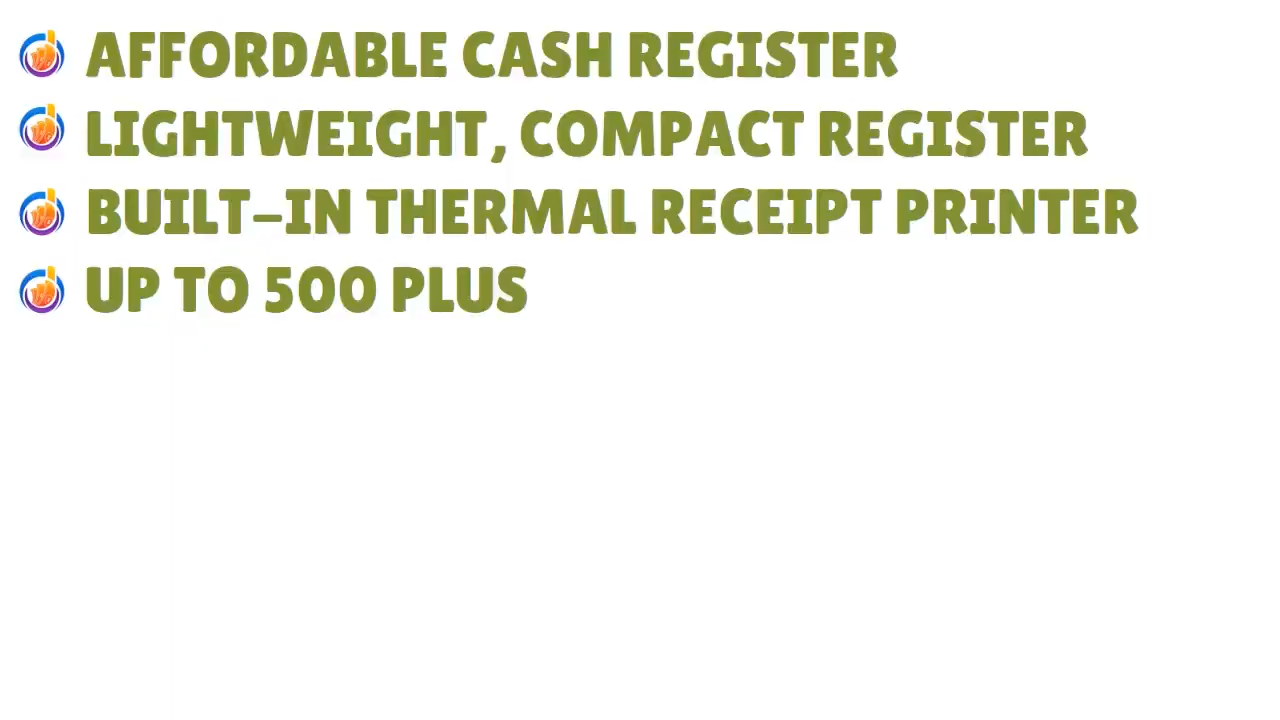 AFFORDABLE CASH REGISTER
LIGHTWEIGHT, COMPACT REGISTER
BUILT-IN THERMAL RECEIPT PRINTER
UP TO 500 PLUS